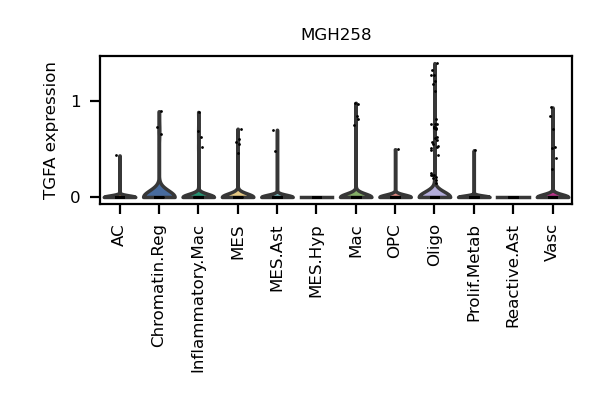 MGH258
TGFA expression
1
0
AC
Chromatin.Reg
Inflammatory.Mac
MES
MES.Ast
MES.Hyp
Mac
OPC
Oligo
Prolif.Metab
Reactive.Ast
Vasc